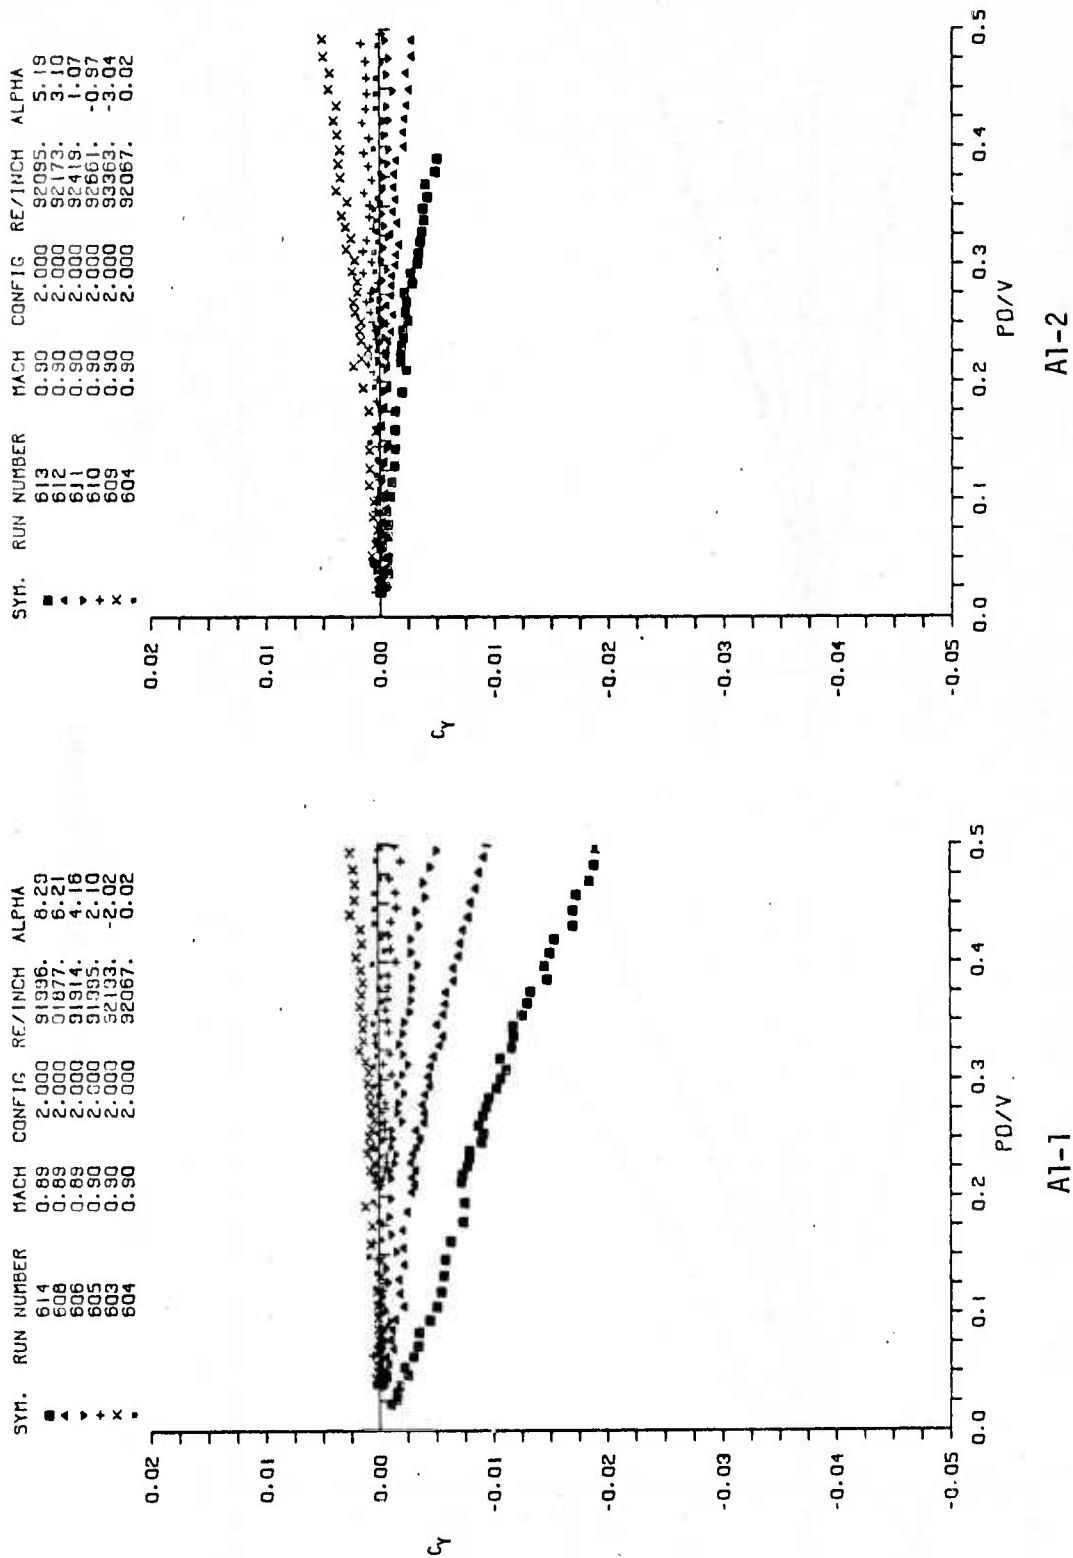 SYM. RUN NUMBER MACH CONFIG RE/INCH ALPHA
■ 614 0.89 2.000 91396. 8.29
▲ 608 0.89 2.000 91877. 6.21
▼ 606 0.89 2.000 91914. 4.16
+ 605 0.90 2.000 91395. 2.10
× 603 0.90 2.000 92133. -2.02
▪ 604 0.90 2.000 92067. 0.02
0.02
0.01
0.00
-0.01
-0.02
-0.03
-0.04
-0.05
CY
0.0 0.1 0.2 0.3 0.4 0.5
PD/V
A1-1
SYM. RUN NUMBER MACH CONFIG RE/INCH ALPHA
■ 613 0.90 2.000 92095. 5.19
▲ 612 0.90 2.000 92173. 3.10
▼ 611 0.90 2.000 92419. 1.07
+ 610 0.90 2.000 92661. -0.97
× 609 0.90 2.000 93363. -3.04
▪ 604 0.90 2.000 92067. 0.02
0.02
0.01
0.00
-0.01
-0.02
-0.03
-0.04
-0.05
CY
0.0 0.1 0.2 0.3 0.4 0.5
PD/V
A1-2